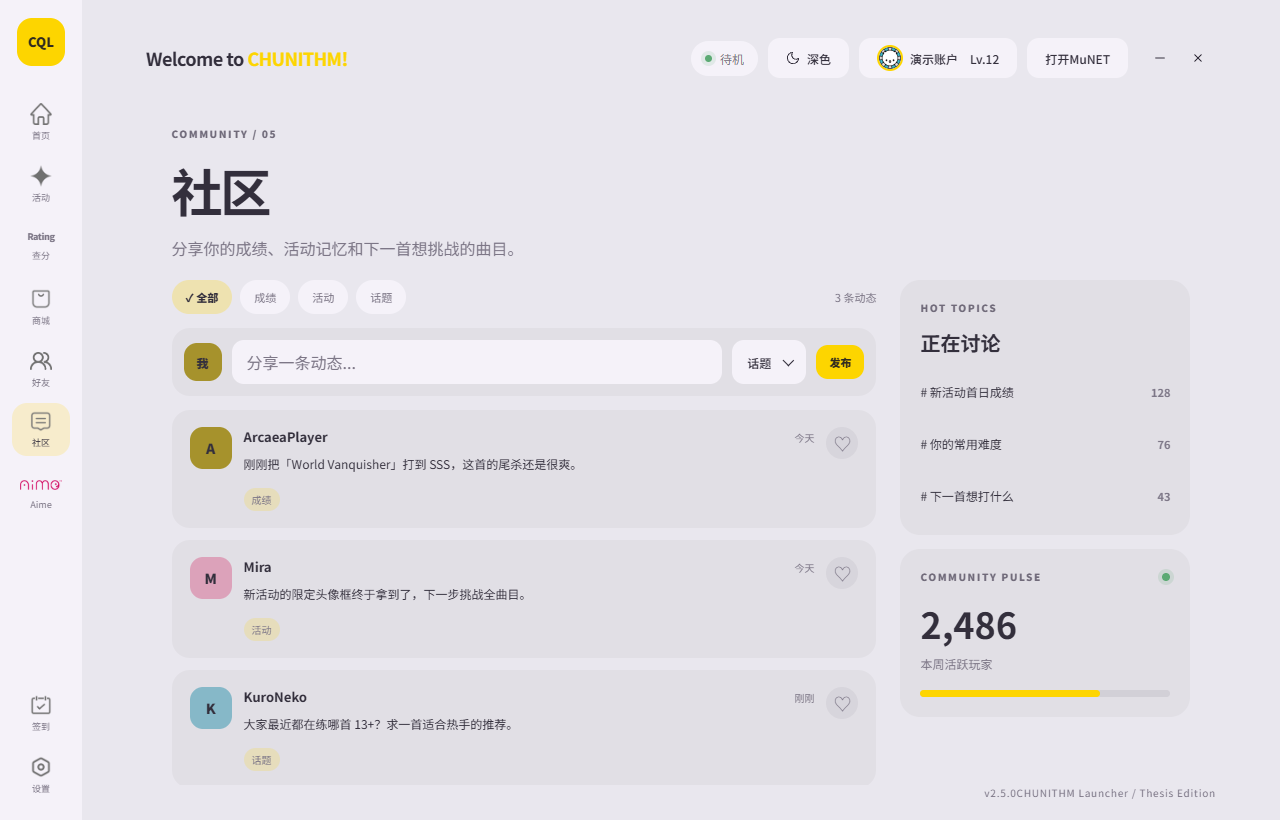 CQL
首页
活动
Rating
查分
商城
好友
社区
Aime
Aime
签到
设置
Welcome to CHUNITHM!
待机
深色
演示账户 Lv.12
打开MuNET
COMMUNITY / 05
社区
分享你的成绩、活动记忆和下一首想挑战的曲目。
✓ 全部
成绩
活动
话题
3 条动态
我
分享一条动态...
话题
发布
A
ArcaeaPlayer
今天
刚刚把「World Vanquisher」打到 SSS，这首的尾杀还是很爽。
成绩
M
Mira
今天
新活动的限定头像框终于拿到了，下一步挑战全曲目。
活动
K
KuroNeko
刚刚
大家最近都在练哪首 13+？求一首适合热手的推荐。
话题
HOT TOPICS
正在讨论
# 新活动首日成绩 128
# 你的常用难度 76
# 下一首想打什么 43
COMMUNITY PULSE
2,486
本周活跃玩家
v2.5.0CHUNITHM Launcher / Thesis Edition